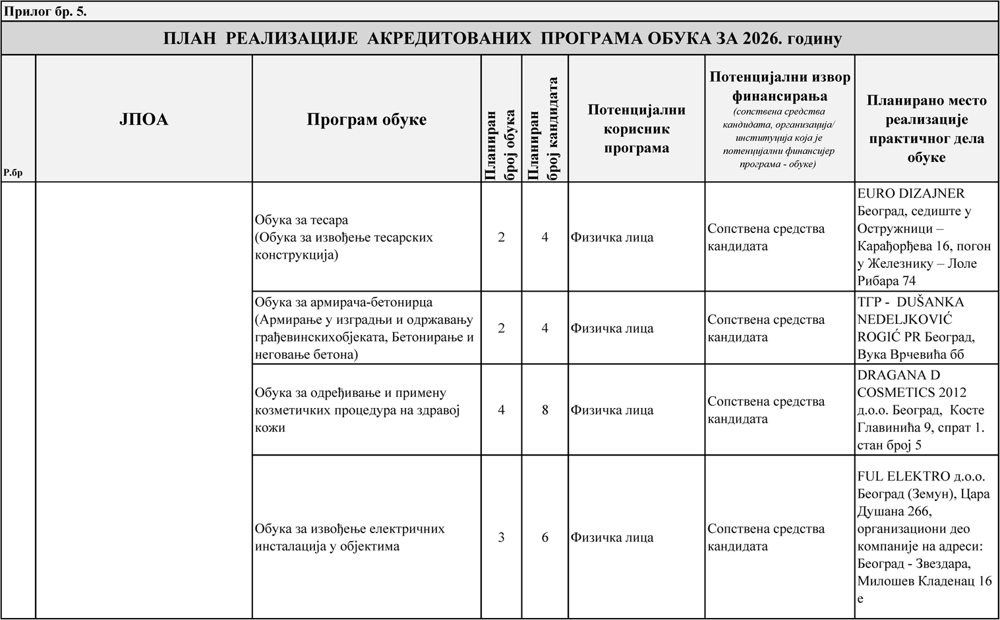 Прилог бр. 5.
ПЛАН РЕАЛИЗАЦИЈЕ АКРЕДИТОВАНИХ ПРОГРАМА ОБУКА ЗА 2026. годину
Р.бр
ЈПОА
Програм обуке
Планиран
број обука
Планиран
број кандидата
Потенцијални
корисник
програма
Потенцијални извор
финансирања
(сопствена средства
кандидата, организација/
институција која је
потенцијални финансијер
програма - обуке)
Планирано место
реализације
практичног дела
обуке
Обука за тесара
(Обука за извођење тесарских
конструкција)
2
4
Физичка лица
Сопствена средства
кандидата
EURO DIZAJNER
Београд, седиште у
Остружници –
Карађорђева 16, погон
у Железнику – Лоле
Рибара 74
Обука за армирача-бетонирца
(Армирање у изградњи и одржавању
грађевинскихобјеката, Бетонирање и
неговање бетона)
2
4
Физичка лица
Сопствена средства
кандидата
ТГР - DUŠANKA
NEDELJKOVIĆ
ROGIĆ PR Београд,
Вука Врчевића бб
Обука за одређивање и примену
козметичких процедура на здравој
кожи
4
8
Физичка лица
Сопствена средства
кандидата
DRAGANA D
COSMETICS 2012
д.о.о. Београд, Косте
Главинића 9, спрат 1.
стан број 5
Обука за извођење електричних
инсталација у објектима
3
6
Физичка лица
Сопствена средства
кандидата
FUL ELEKTRO д.о.о.
Београд (Земун), Цара
Душана 266,
организациони део
компаније на адреси:
Београд - Звездара,
Милошев Кладенац 16
е